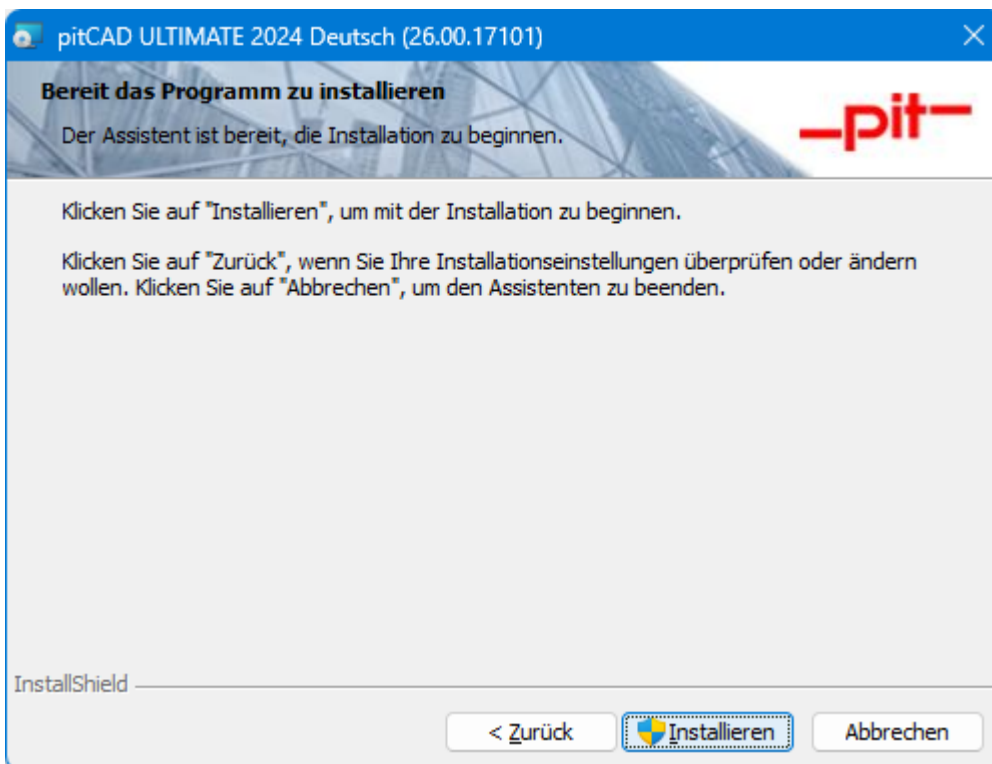 pitCAD ULTIMATE 2024 Deutsch (26.00.17101)
Bereit das Programm zu installieren
Der Assistent ist bereit, die Installation zu beginnen.
pit
Klicken Sie auf "Installieren", um mit der Installation zu beginnen.
Klicken Sie auf "Zurück", wenn Sie Ihre Installationseinstellungen überprüfen oder ändern
wollen. Klicken Sie auf "Abbrechen", um den Assistenten zu beenden.
InstallShield
< Zurück
Installieren
Abbrechen